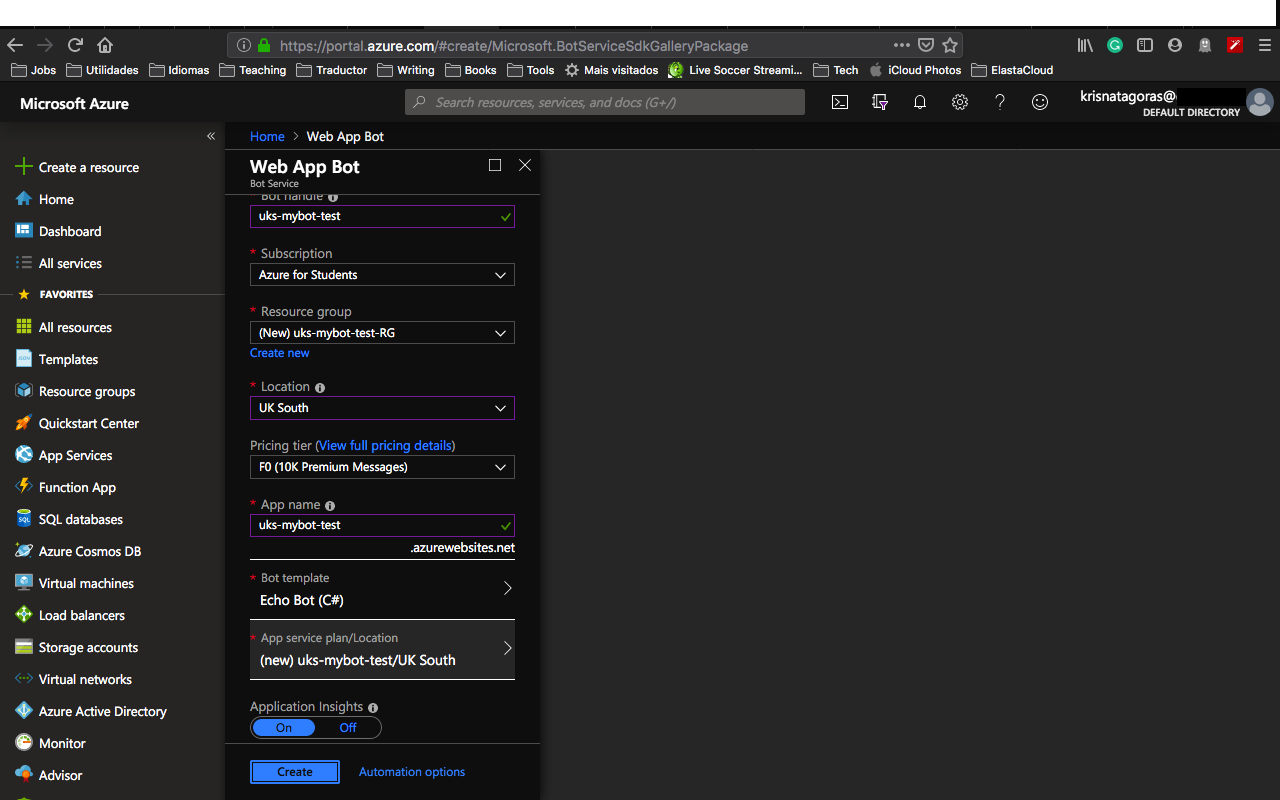 https://portal.azure.com/#create/Microsoft.BotServiceSdkGalleryPackage
Jobs Utilidades Idiomas Teaching Traductor Writing Books Tools Mais visitados Live Soccer Streami... Tech iCloud Photos ElastaCloud
Microsoft Azure
Search resources, services, and docs (G+/)
krisnatagoras@
DEFAULT DIRECTORY
«
Create a resource
Home
Dashboard
All services
FAVORITES
All resources
Templates
Resource groups
Quickstart Center
App Services
Function App
SQL databases
Azure Cosmos DB
Virtual machines
Load balancers
Storage accounts
Virtual networks
Azure Active Directory
Monitor
Advisor
Home > Web App Bot
Web App Bot
Bot Service
Bot handle
uks-mybot-test
* Subscription
Azure for Students
* Resource group
(New) uks-mybot-test-RG
Create new
* Location
UK South
Pricing tier (View full pricing details)
F0 (10K Premium Messages)
* App name
uks-mybot-test
.azurewebsites.net
* Bot template
Echo Bot (C#)
* App service plan/Location
(new) uks-mybot-test/UK South
Application Insights
On Off
Create Automation options